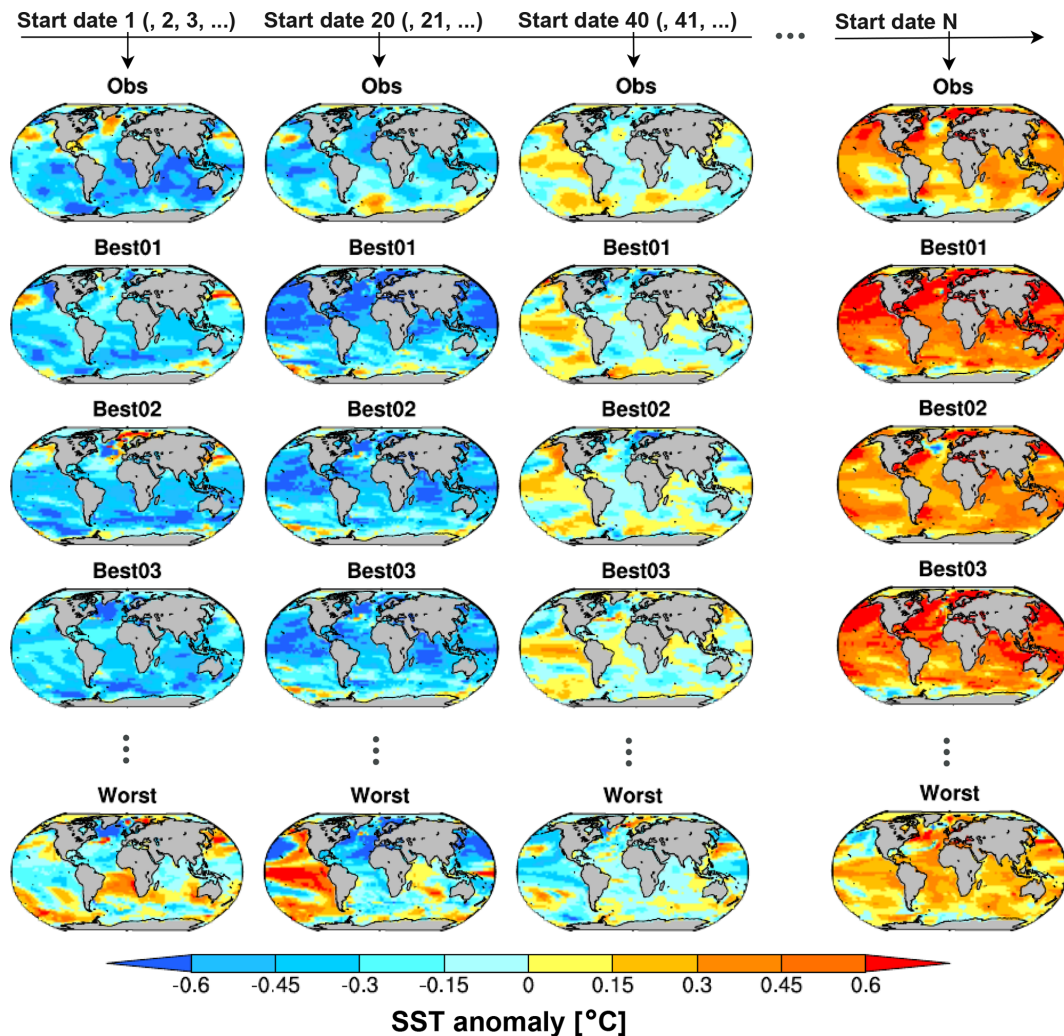 Start date 1 (, 2, 3, ...) Start date 20 (, 21, ...) Start date 40 (, 41, ...) ... Start date N
Obs Obs Obs Obs
Best01 Best01 Best01 Best01
Best02 Best02 Best02 Best02
Best03 Best03 Best03 Best03
Worst Worst Worst Worst
-0.6 -0.45 -0.3 -0.15 0 0.15 0.3 0.45 0.6
SST anomaly [°C]